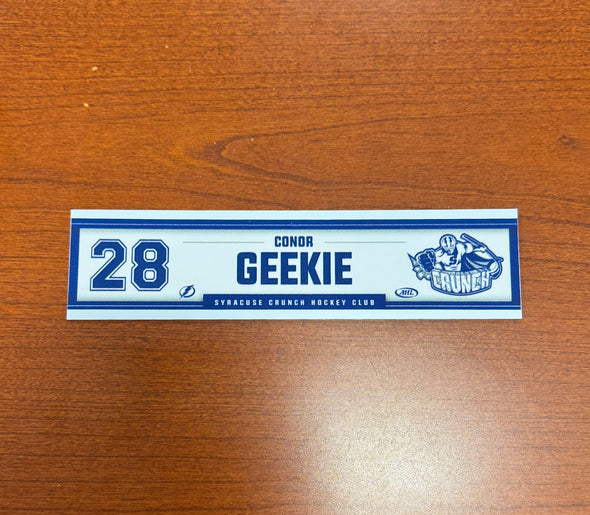 28
CONOR
GEEKIE
CRUNCH
AHL
SYRACUSE CRUNCH HOCKEY CLUB